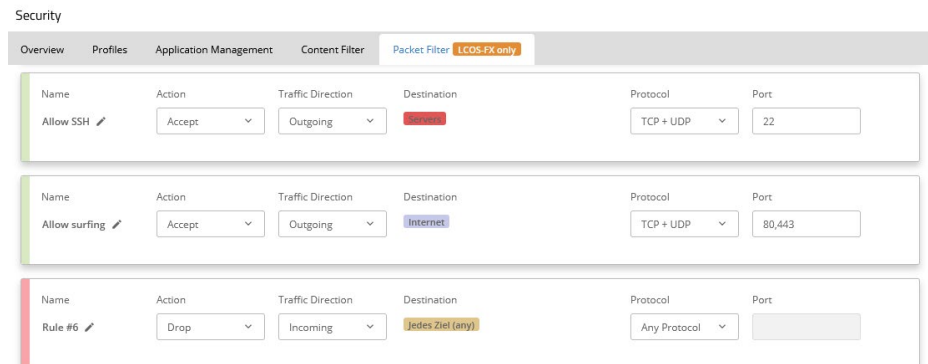 Security
Overview Profiles Application Management Content Filter Packet Filter LCOS-FX only
Name Action Traffic Direction Destination Protocol Port
Allow SSH Accept Outgoing Servers TCP + UDP 22
Name Action Traffic Direction Destination Protocol Port
Allow surfing Accept Outgoing Internet TCP + UDP 80,443
Name Action Traffic Direction Destination Protocol Port
Rule #6 Drop Incoming Jedes Ziel (any) Any Protocol